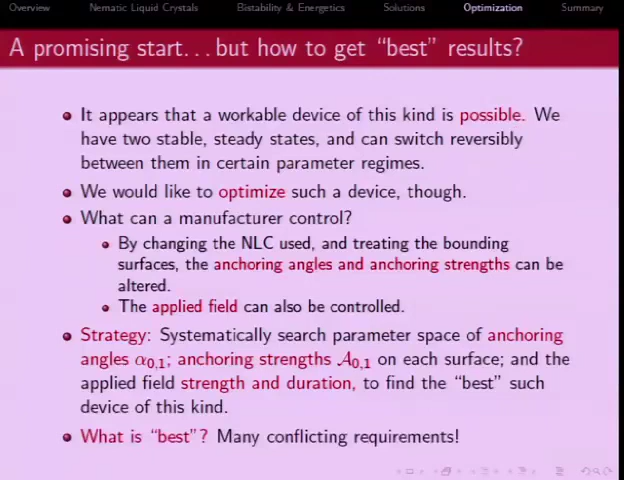 Overview Nematic Liquid Crystals Bistability & Energetics Solutions Optimization Summary
A promising start... but how to get "best" results?
It appears that a workable device of this kind is possible. We
have two stable, steady states, and can switch reversibly
between them in certain parameter regimes.
We would like to optimize such a device, though.
What can a manufacturer control?
By changing the NLC used, and treating the bounding
surfaces, the anchoring angles and anchoring strengths can be
altered.
The applied field can also be controlled.
Strategy: Systematically search parameter space of anchoring
angles α₀,₁; anchoring strengths 𝒜₀,₁ on each surface; and the
applied field strength and duration, to find the "best" such
device of this kind.
What is "best"? Many conflicting requirements!